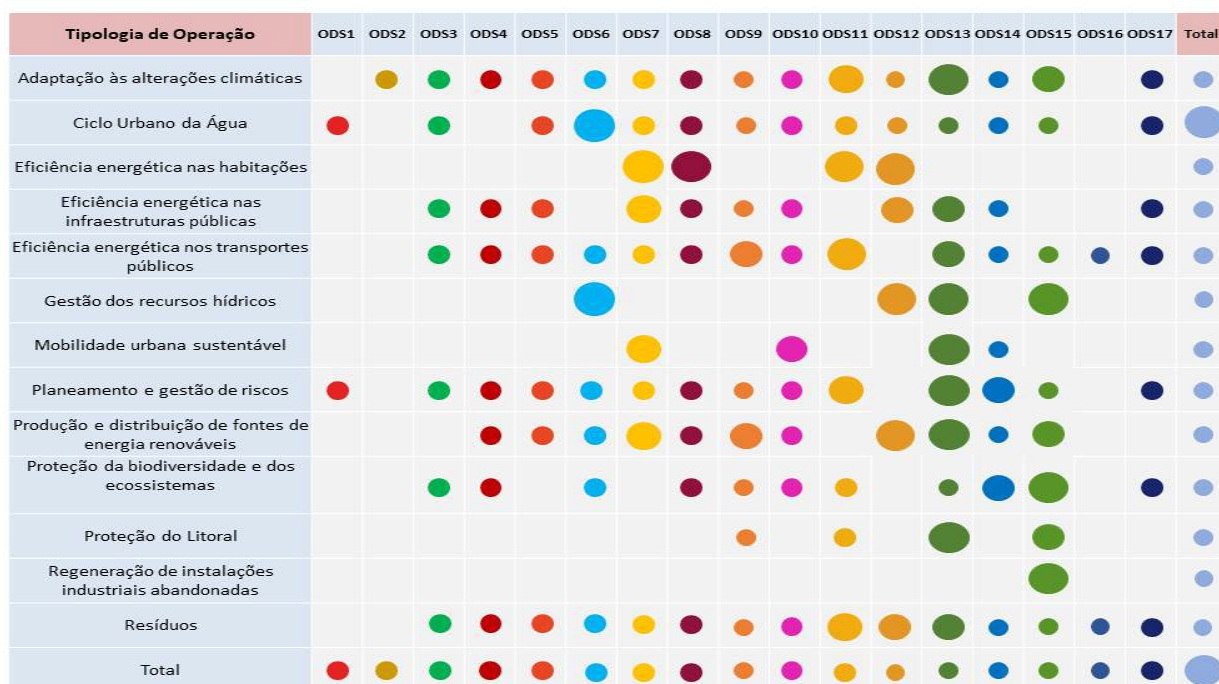 Tipologia de Operação ODS1 ODS2 ODS3 ODS4 ODS5 ODS6 ODS7 ODS8 ODS9 ODS10 ODS11 ODS12 ODS13 ODS14 ODS15 ODS16 ODS17 Total
Adaptação às alterações climáticas
Ciclo Urbano da Água
Eficiência energética nas habitações
Eficiência energética nas
infraestruturas públicas
Eficiência energética nos transportes
públicos
Gestão dos recursos hídricos
Mobilidade urbana sustentável
Planeamento e gestão de riscos
Produção e distribuição de fontes de
energia renováveis
Proteção da biodiversidade e dos
ecossistemas
Proteção do Litoral
Regeneração de instalações
industriais abandonadas
Resíduos
Total